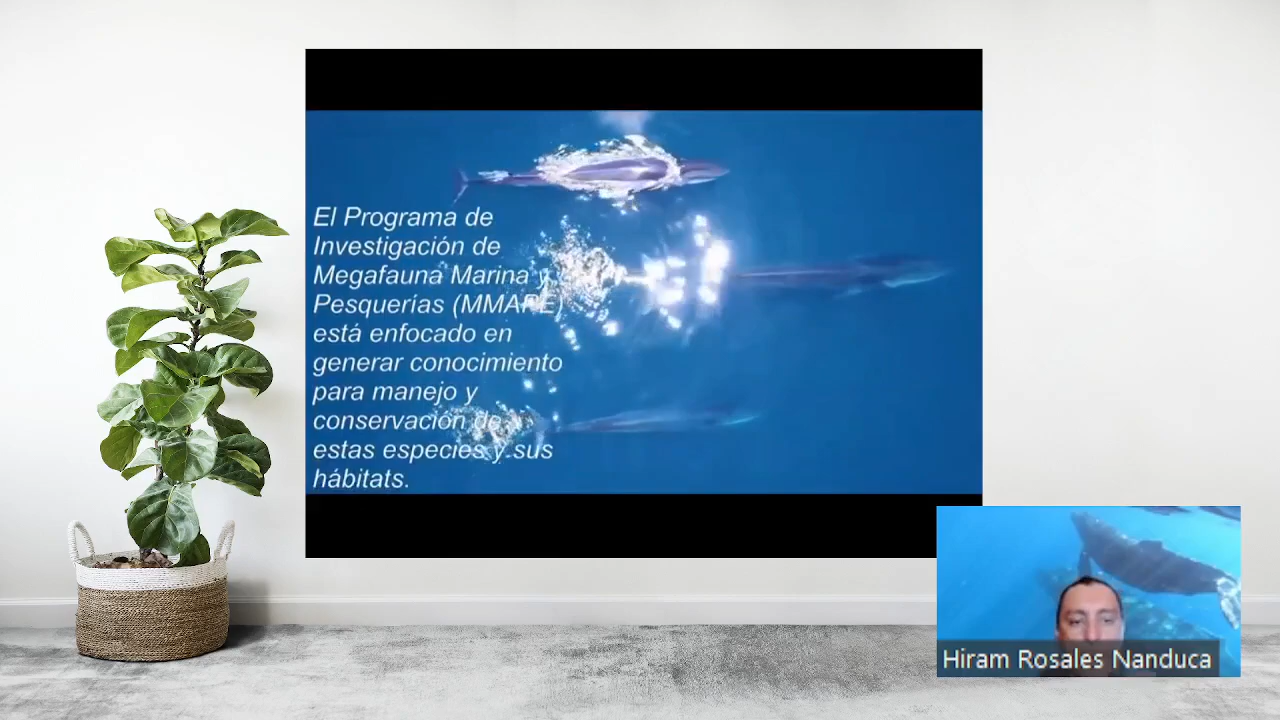 El Programa de
Investigación de
Megafauna Marina y
Pesquerías (MMAPE)
está enfocado en
generar conocimiento
para manejo y
conservación de
estas especies y sus
hábitats.
Hiram Rosales Nanduca